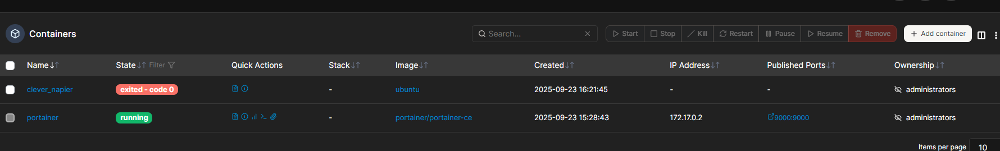 Containers Search... Start Stop Kill Restart Pause Resume Remove Add container
Name State Filter Quick Actions Stack Image Created IP Address Published Ports Ownership
clever_napier exited - code 0 - ubuntu 2025-09-23 16:21:45 - - administrators
portainer running - portainer/portainer-ce 2025-09-23 15:28:43 172.17.0.2 9000:9000 administrators
Items per page 10